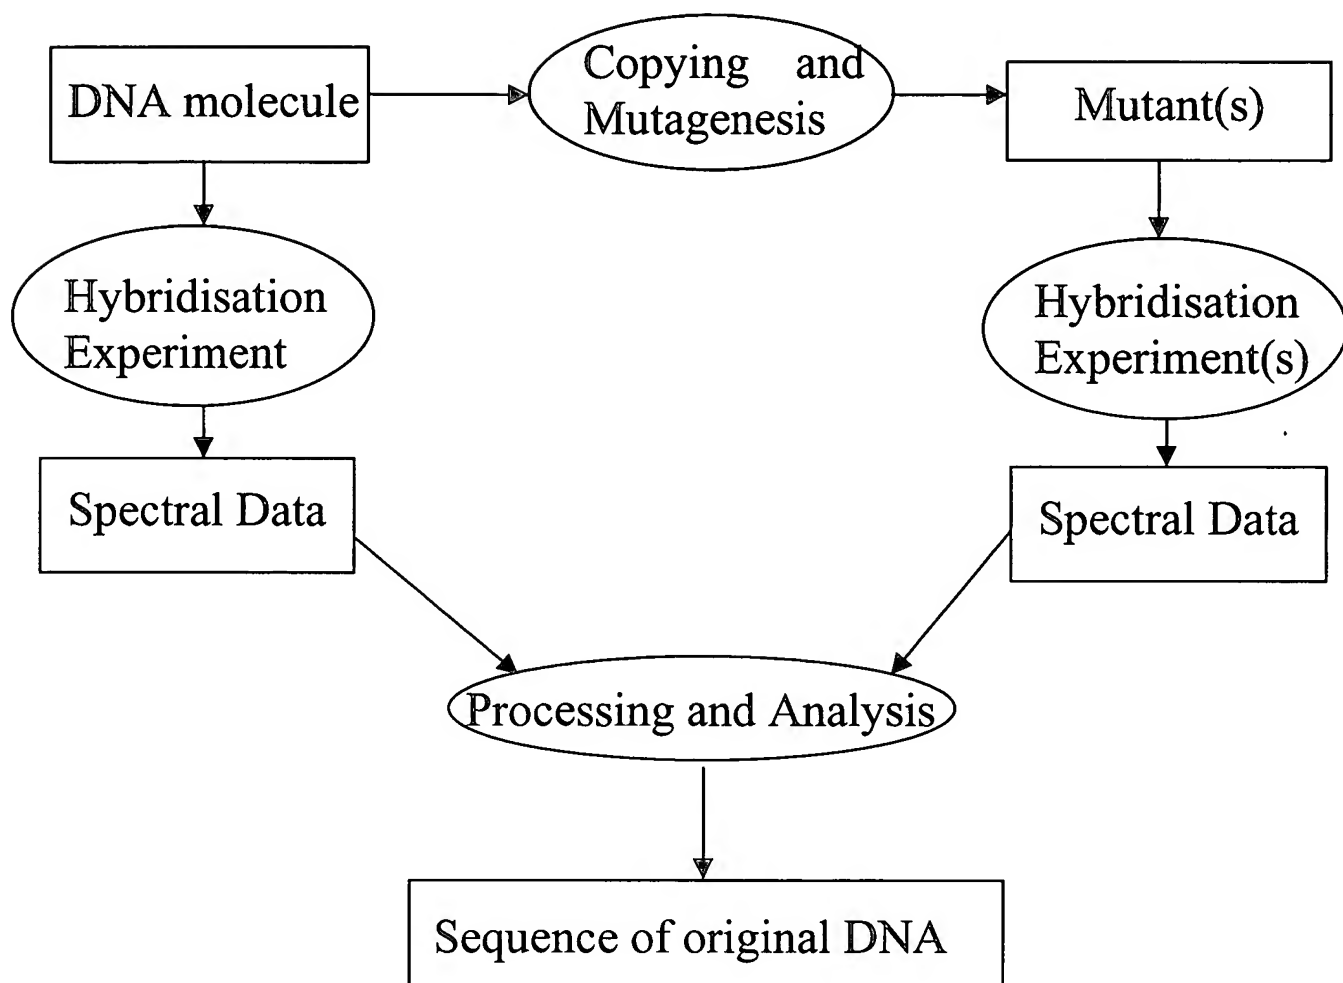 DNA molecule
Copying and
Mutagenesis
Mutant(s)
Hybridisation
Experiment
Hybridisation
Experiment(s)
Spectral Data
Spectral Data
Processing and Analysis
Sequence of original DNA